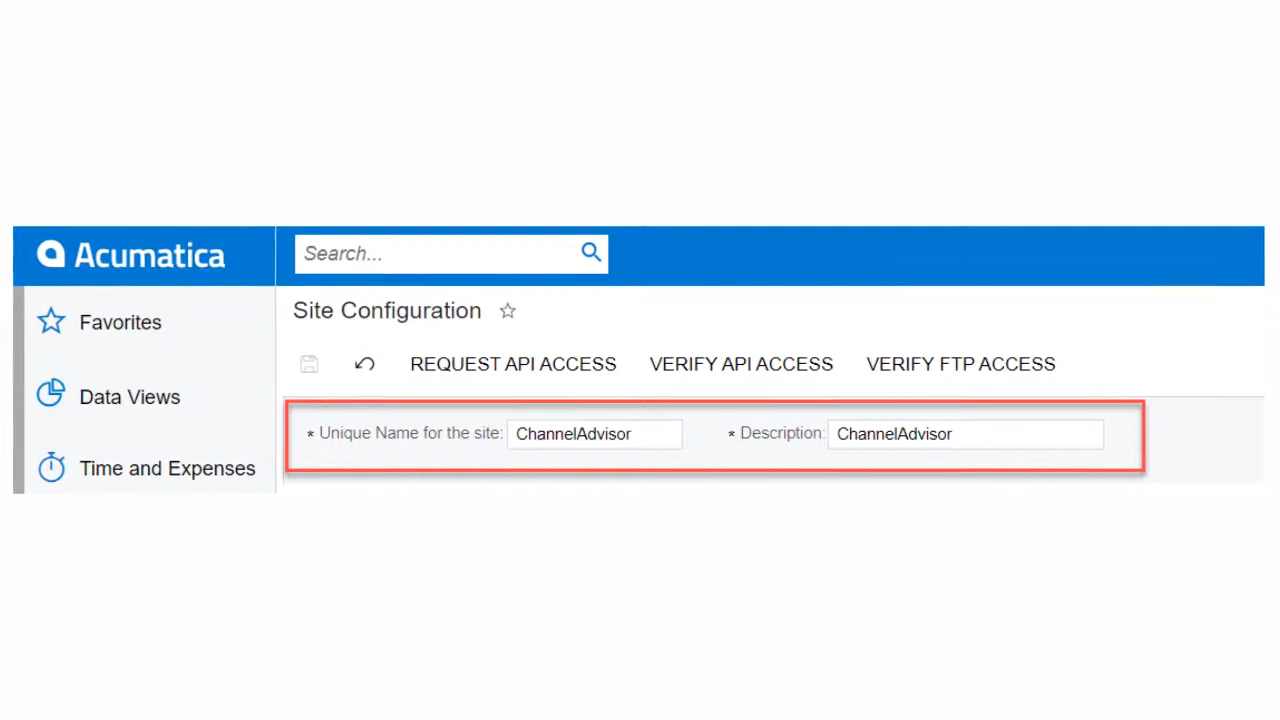 Acumatica
Search...
Favorites
Data Views
Time and Expenses
Site Configuration
REQUEST API ACCESS VERIFY API ACCESS VERIFY FTP ACCESS
* Unique Name for the site: ChannelAdvisor * Description: ChannelAdvisor